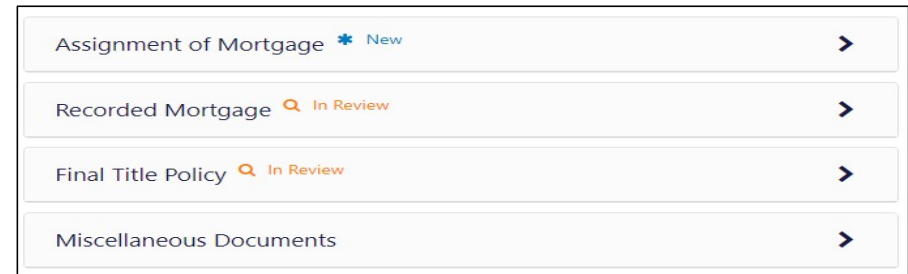 Assignment of Mortgage New
Recorded Mortgage In Review
Final Title Policy In Review
Miscellaneous Documents